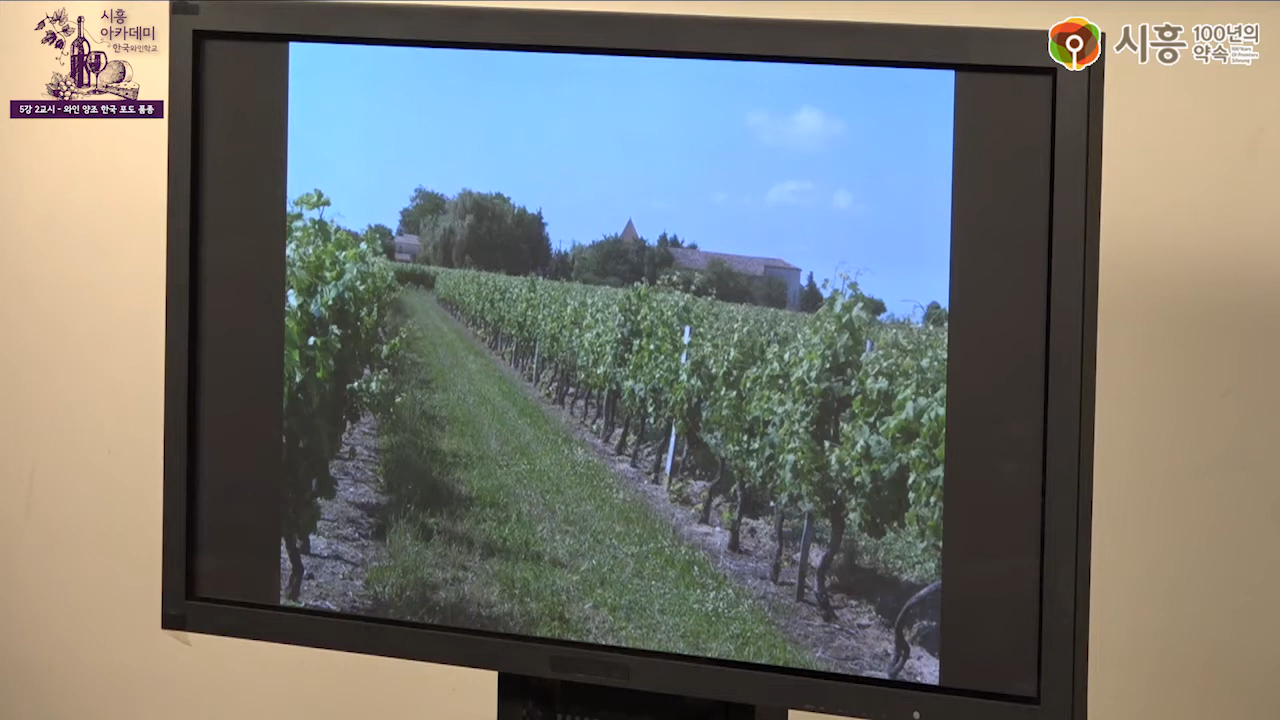 시흥
아카데미
한국와인학교
5강 2교시 - 와인 양조 한국 포도 품종
시흥
100년의
약속